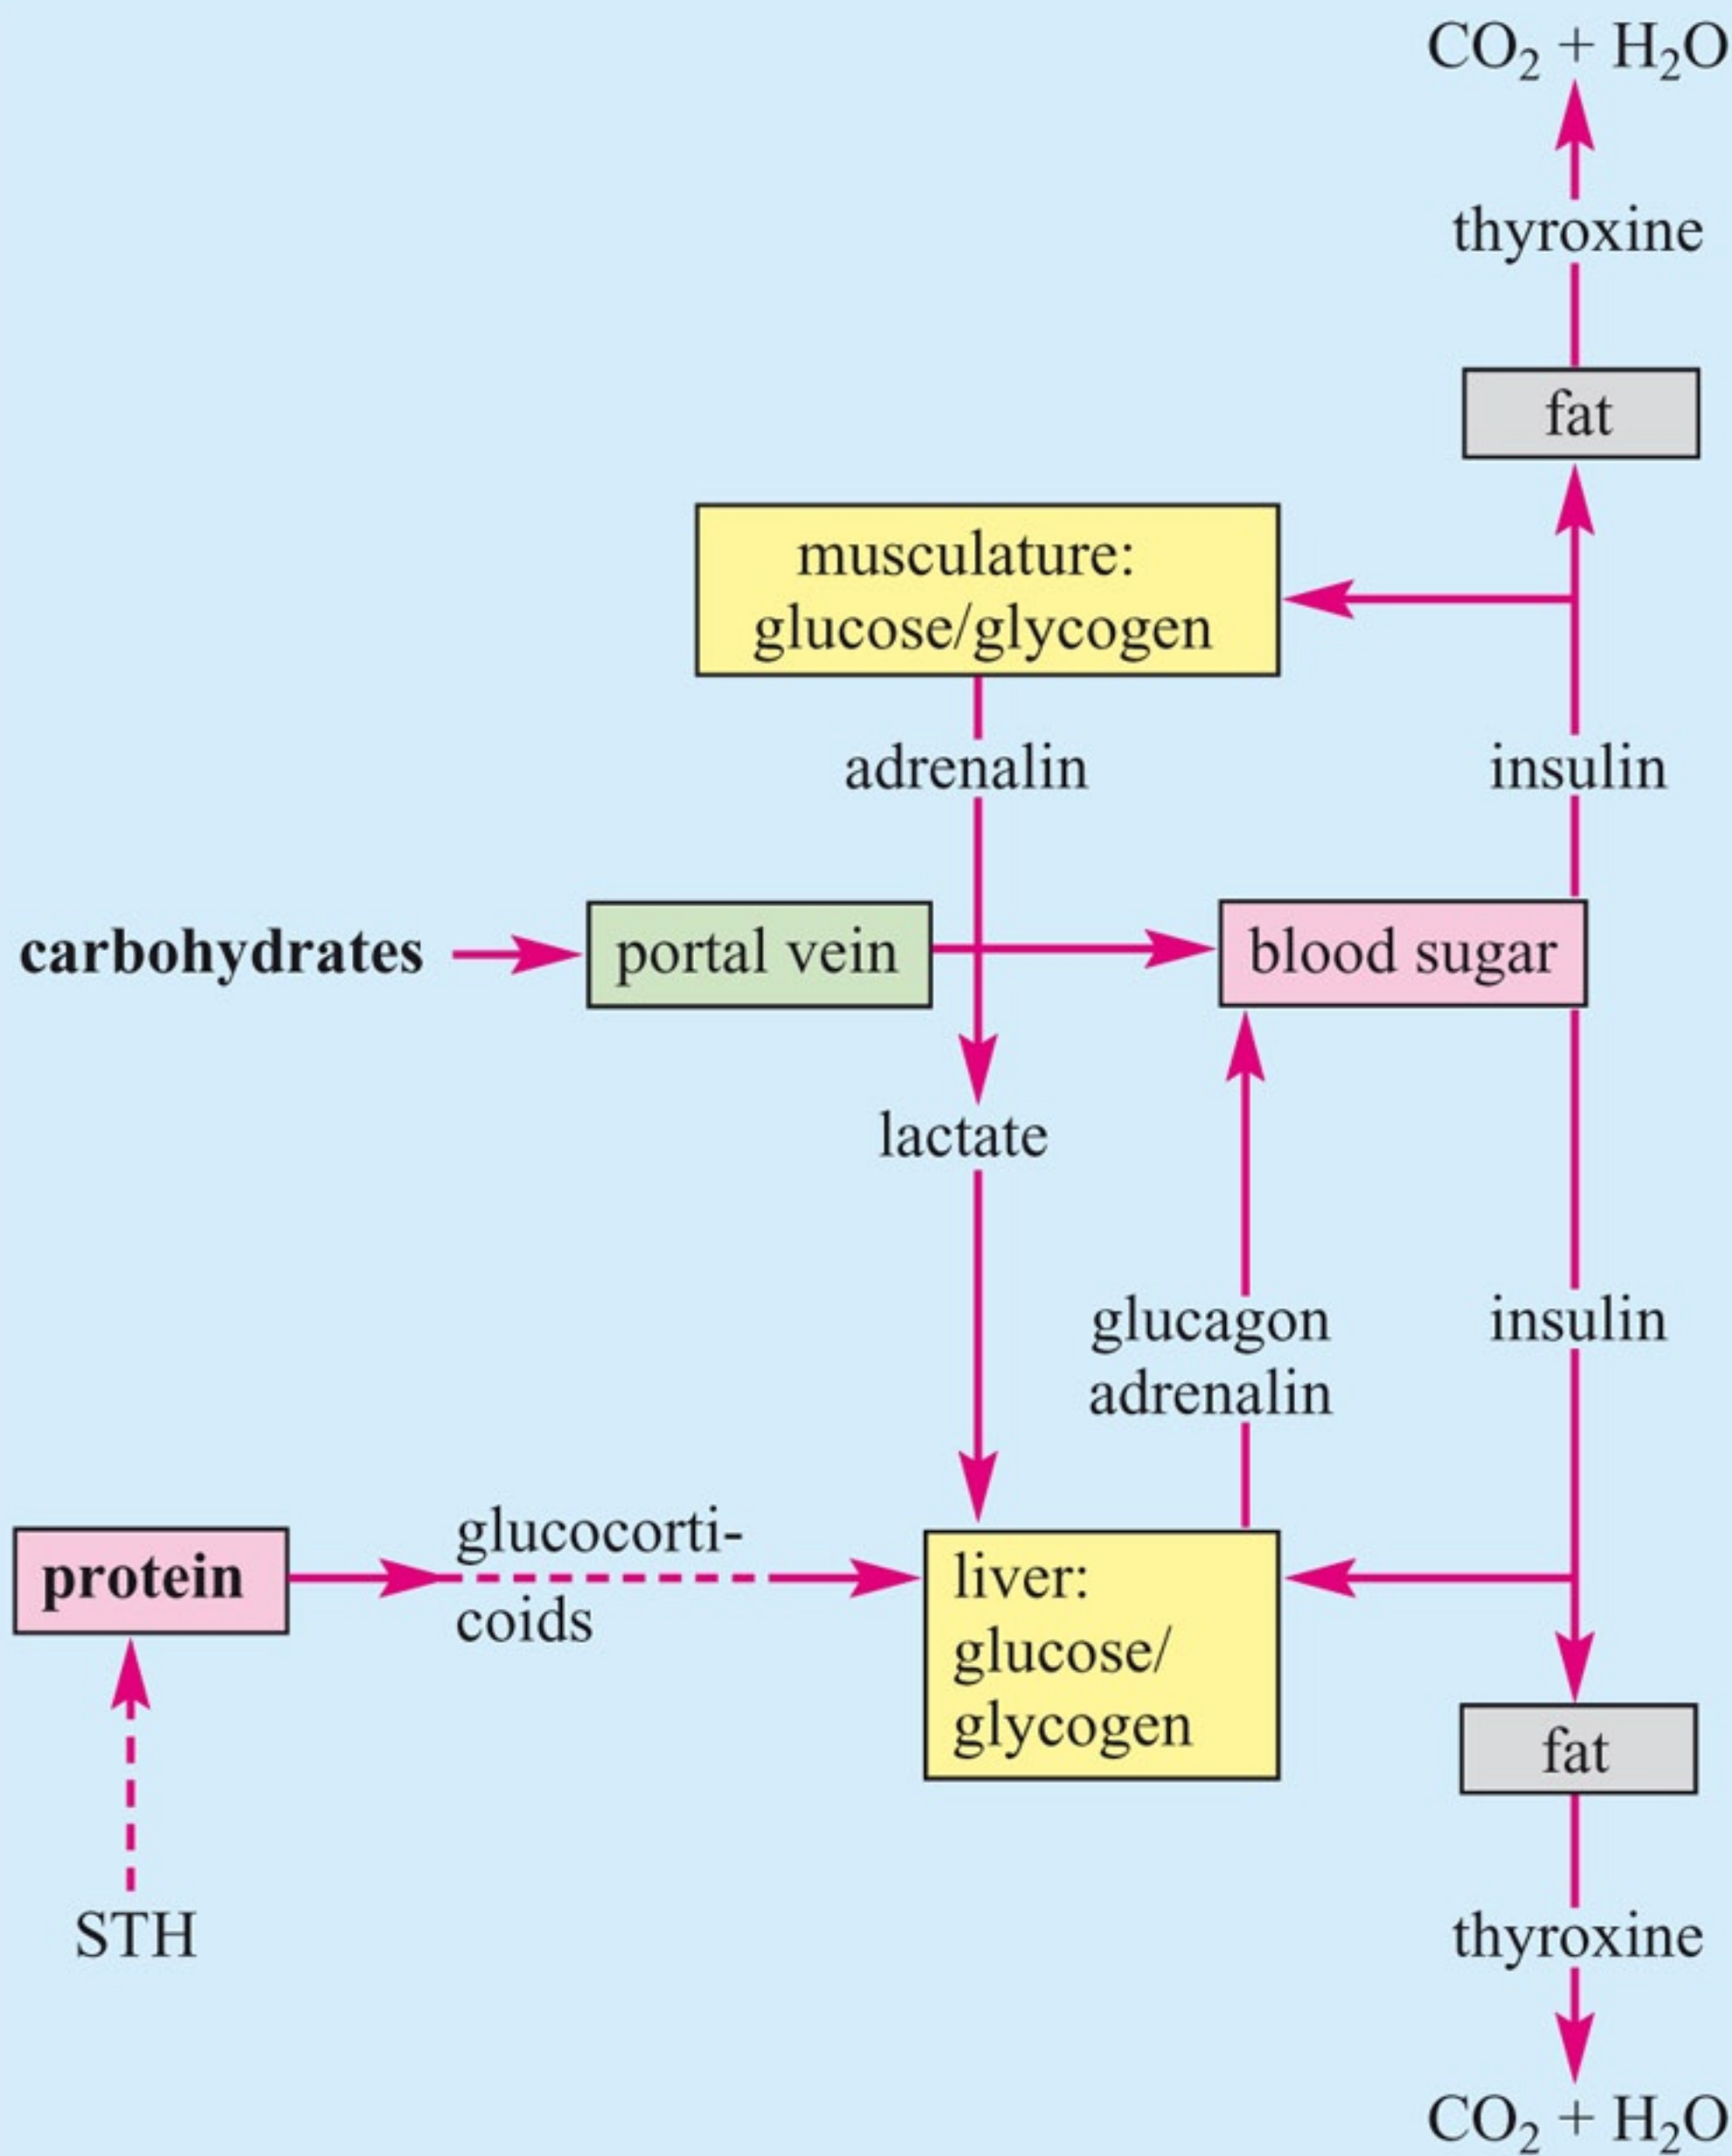 CO₂ + H₂O
thyroxine
fat
musculature:
glucose/glycogen
adrenalin
insulin
carbohydrates
portal vein
blood sugar
lactate
glucagon
adrenalin
insulin
protein
glucocorti-
coids
liver:
glucose/
glycogen
fat
STH
thyroxine
CO₂ + H₂O